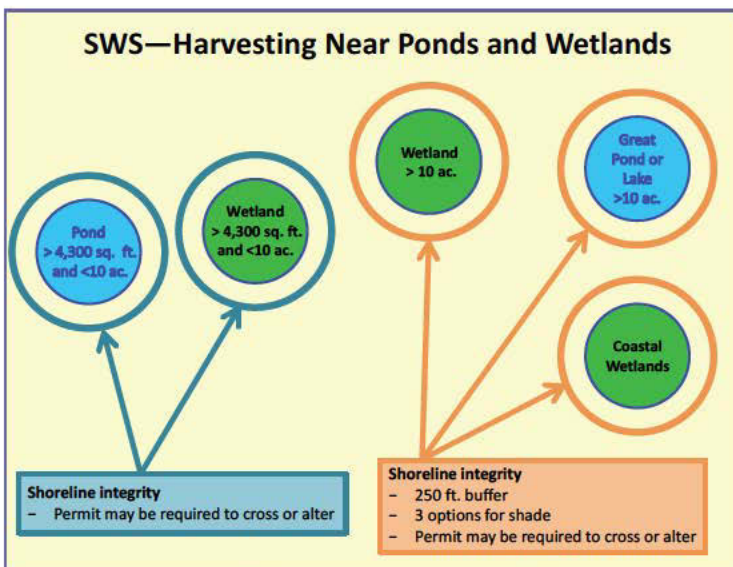 SWS—Harvesting Near Ponds and Wetlands
Pond
> 4,300 sq. ft.
and <10 ac.
Wetland
> 4,300 sq. ft.
and <10 ac.
Wetland
> 10 ac.
Great
Pond or
Lake
>10 ac.
Coastal
Wetlands
Shoreline integrity
– Permit may be required to cross or alter
Shoreline integrity
– 250 ft. buffer
– 3 options for shade
– Permit may be required to cross or alter